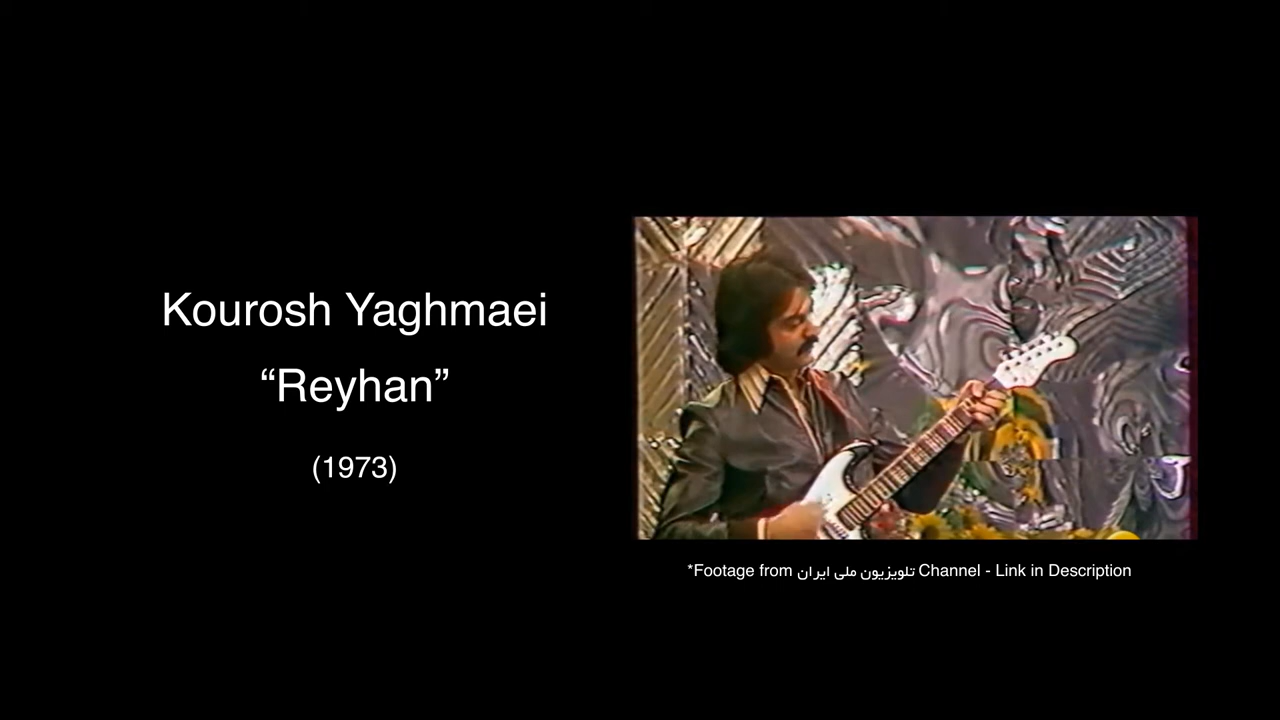 Kourosh Yaghmaei
“Reyhan”
(1973)
*Footage from تلویزیون ملی ایران Channel - Link in Description